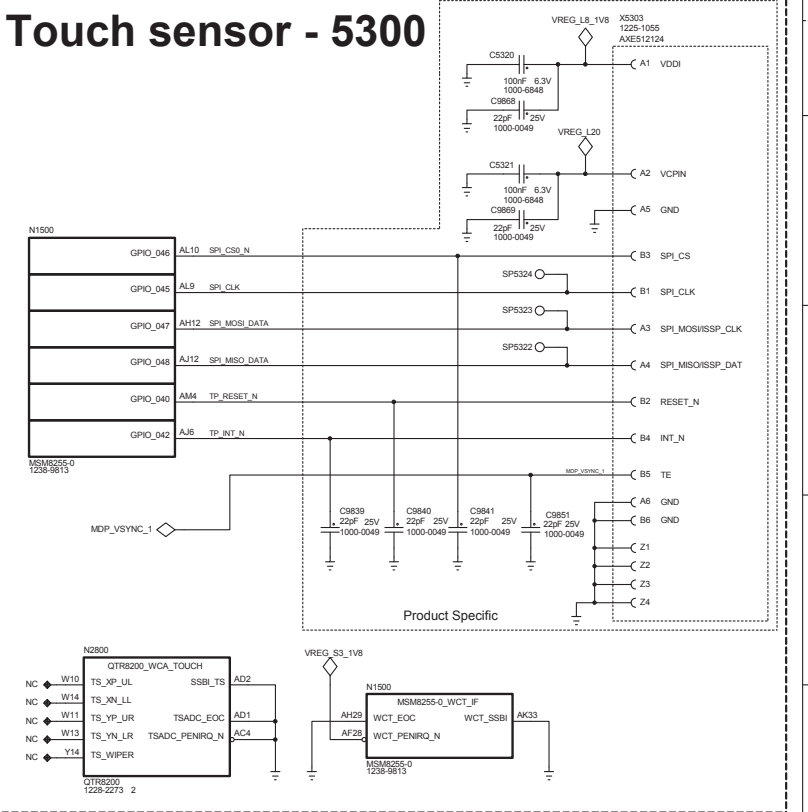 Touch sensor - 5300
VREG_L8_1V8
X5303
1225-1055
AXE512124
C5320
100nF 6.3V
1000-6848
A1 VDDI
C9868
22pF 25V
1000-0049
VREG_L20
C5321
100nF 6.3V
1000-6848
A2 VCPIN
C9869
22pF 25V
1000-0049
A5 GND
N1500
GPIO_046 AL10 SPI_CS0_N
B3 SPI_CS
SP5324
GPIO_045 AL9 SPI_CLK
B1 SPI_CLK
SP5323
GPIO_047 AH12 SPI_MOSI_DATA
A3 SPI_MOSI/ISSP_CLK
SP5322
GPIO_048 AJ12 SPI_MISO_DATA
A4 SPI_MISO/ISSP_DAT
GPIO_040 AM4 TP_RESET_N
B2 RESET_N
GPIO_042 AJ6 TP_INT_N
B4 INT_N
MSM8255-0
1238-9813
MDP_VSYNC_1
B5 TE
MDP_VSYNC_1
C9839
22pF 25V
1000-0049
C9840
22pF 25V
1000-0049
C9841
22pF 25V
1000-0049
C9851
22pF 25V
1000-0049
A6 GND
B6 GND
Z1
Z2
Z3
Z4
Product Specific
N2800
QTR8200_WCA_TOUCH
NC W10 TS_XP_UL
SSBI_TS AD2
NC W14 TS_XN_LL
NC W11 TS_YP_UR
TSADC_EOC AD1
NC W13 TS_YN_LR
TSADC_PENIRQ_N AC4
NC Y14 TS_WIPER
QTR8200
1228-2273 2
VREG_S3_1V8
N1500
MSM8255-0_WCT_IF
AH29 WCT_EOC
WCT_SSBI AK33
AF28 WCT_PENIRQ_N
MSM8255-0
1238-9813